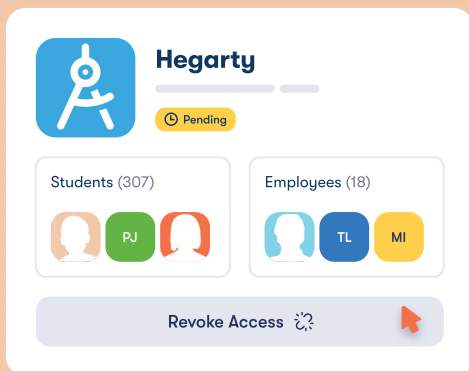 Hegarty
Pending
Students (307)
PJ
Employees (18)
TL
MI
Revoke Access